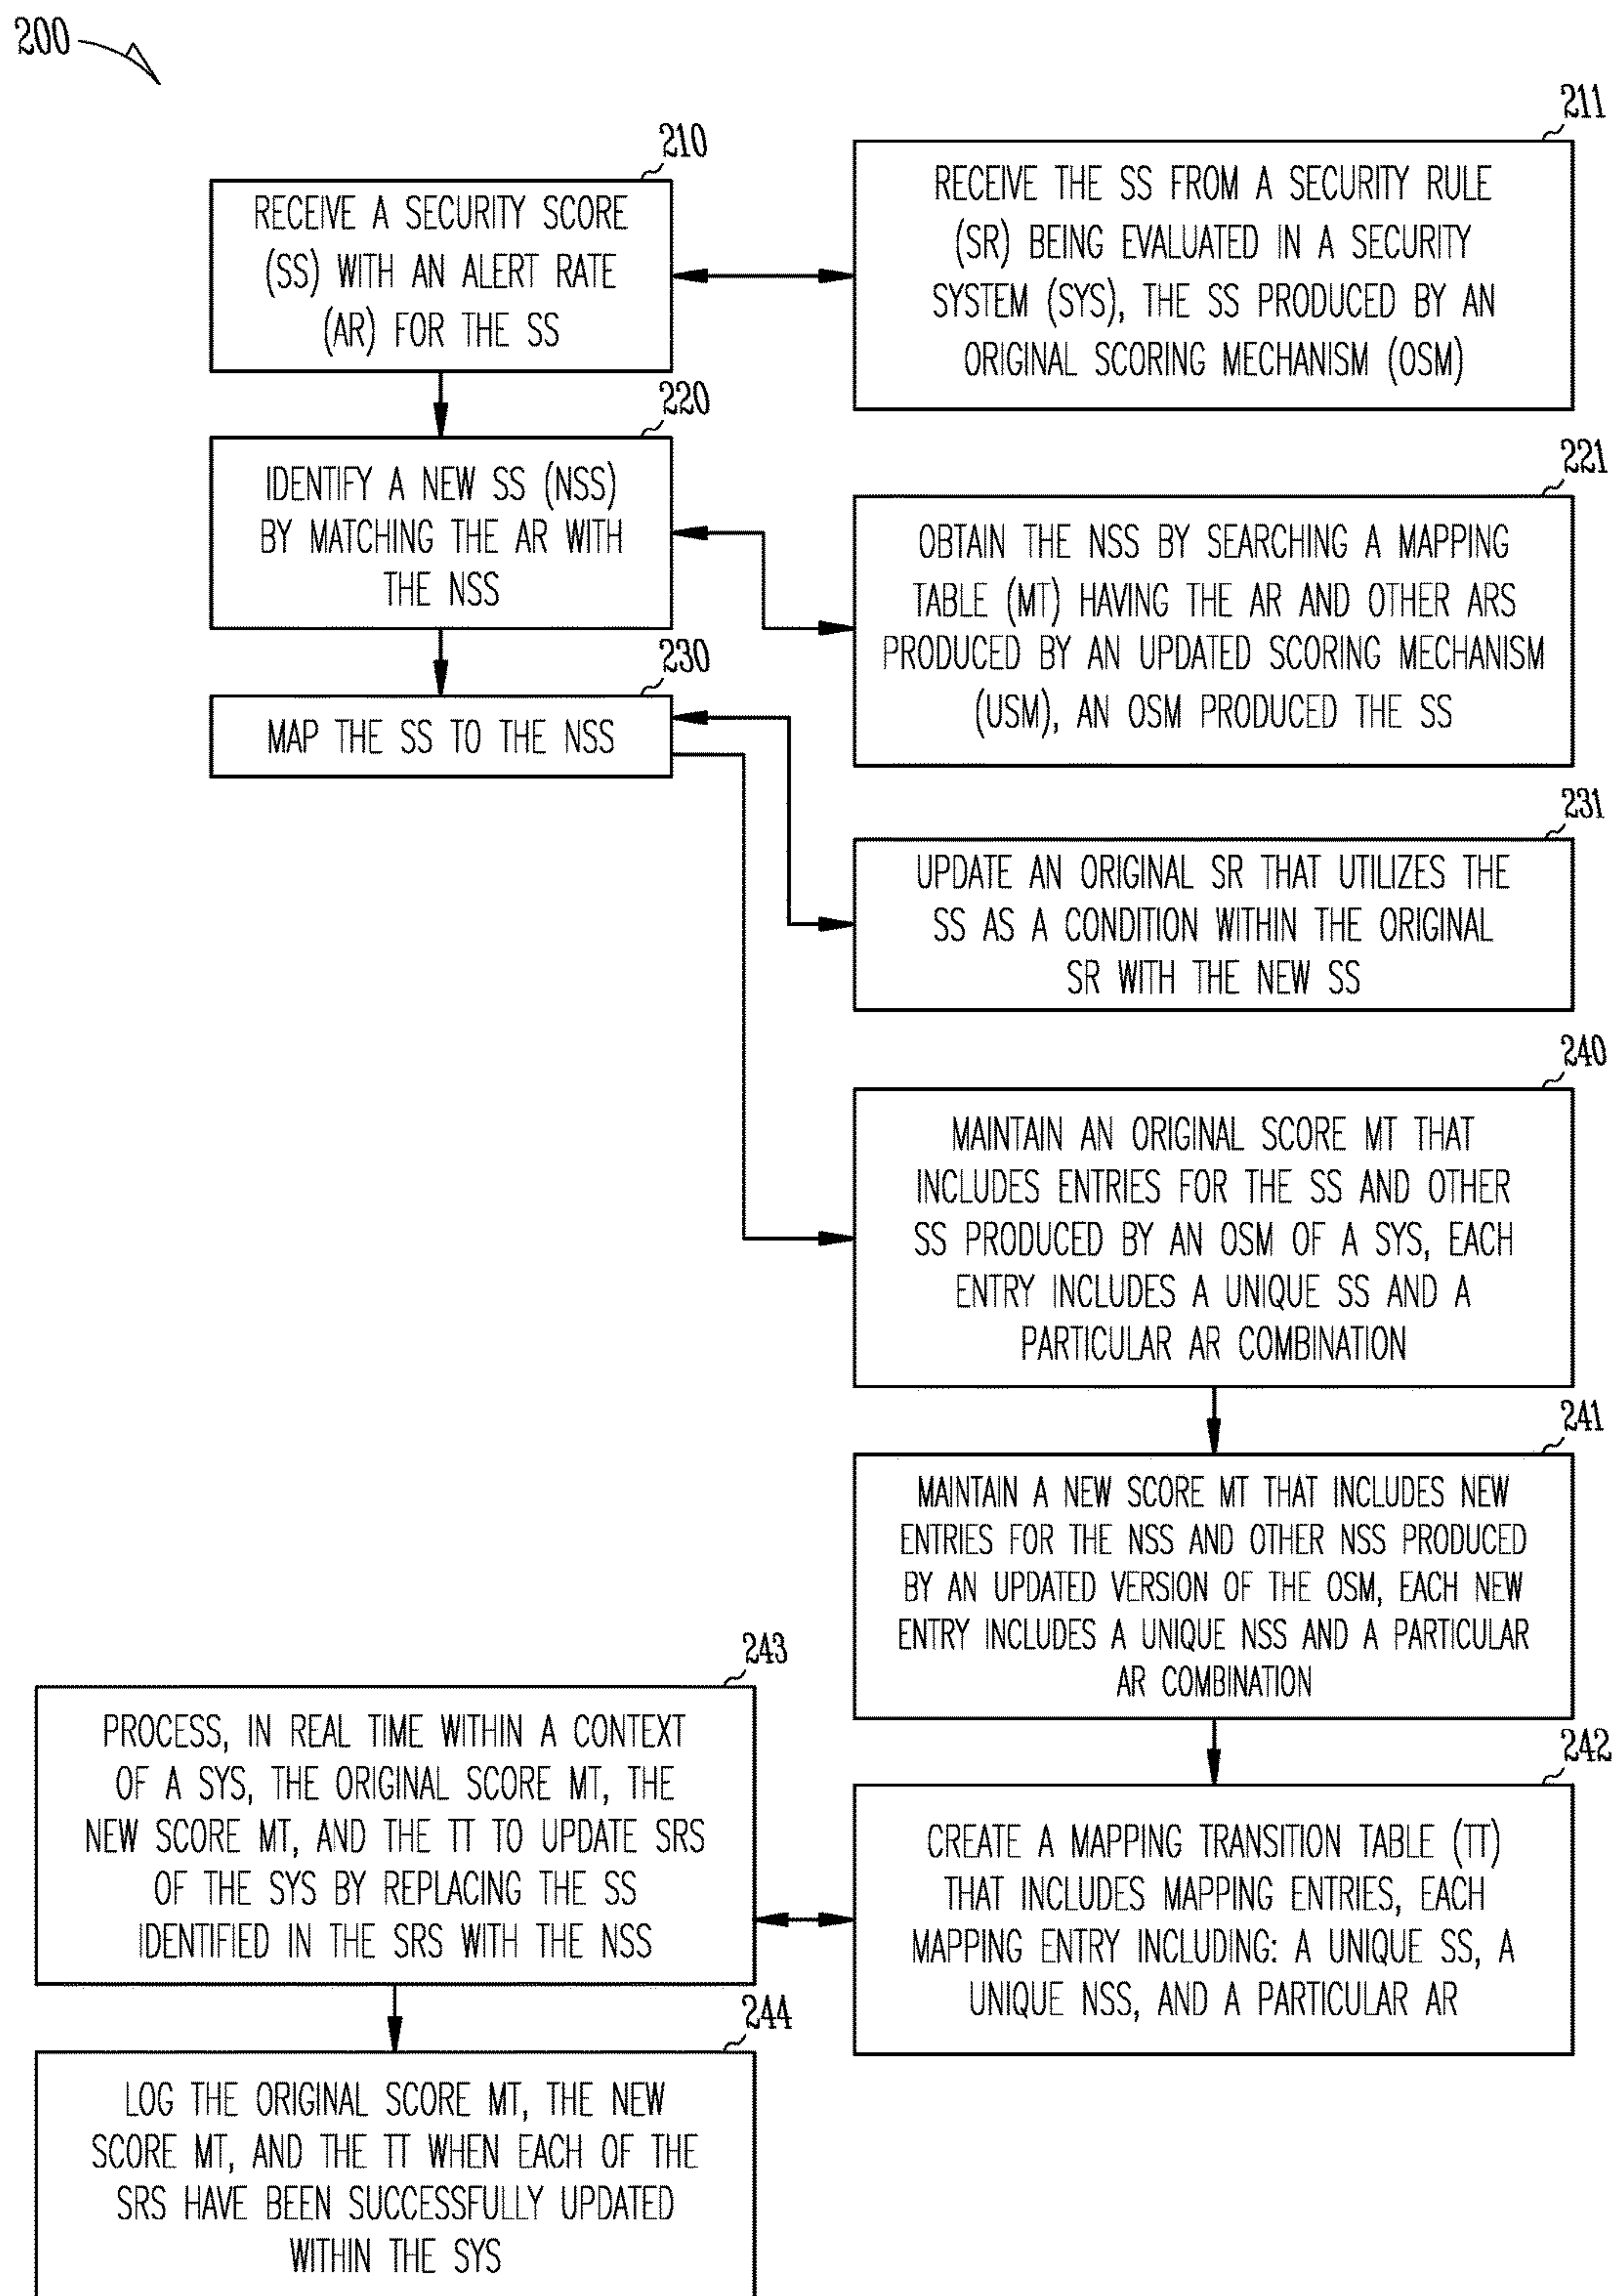 200
210
RECEIVE A SECURITY SCORE
(SS) WITH AN ALERT RATE
(AR) FOR THE SS
211
RECEIVE THE SS FROM A SECURITY RULE
(SR) BEING EVALUATED IN A SECURITY
SYSTEM (SYS), THE SS PRODUCED BY AN
ORIGINAL SCORING MECHANISM (OSM)
220
IDENTIFY A NEW SS (NSS)
BY MATCHING THE AR WITH
THE NSS
221
OBTAIN THE NSS BY SEARCHING A MAPPING
TABLE (MT) HAVING THE AR AND OTHER ARS
PRODUCED BY AN UPDATED SCORING MECHANISM
(USM), AN OSM PRODUCED THE SS
230
MAP THE SS TO THE NSS
231
UPDATE AN ORIGINAL SR THAT UTILIZES THE
SS AS A CONDITION WITHIN THE ORIGINAL
SR WITH THE NEW SS
240
MAINTAIN AN ORIGINAL SCORE MT THAT
INCLUDES ENTRIES FOR THE SS AND OTHER
SS PRODUCED BY AN OSM OF A SYS, EACH
ENTRY INCLUDES A UNIQUE SS AND A
PARTICULAR AR COMBINATION
241
MAINTAIN A NEW SCORE MT THAT INCLUDES NEW
ENTRIES FOR THE NSS AND OTHER NSS PRODUCED
BY AN UPDATED VERSION OF THE OSM, EACH NEW
ENTRY INCLUDES A UNIQUE NSS AND A PARTICULAR
AR COMBINATION
242
CREATE A MAPPING TRANSITION TABLE (TT)
THAT INCLUDES MAPPING ENTRIES, EACH
MAPPING ENTRY INCLUDING: A UNIQUE SS, A
UNIQUE NSS, AND A PARTICULAR AR
243
PROCESS, IN REAL TIME WITHIN A CONTEXT
OF A SYS, THE ORIGINAL SCORE MT, THE
NEW SCORE MT, AND THE TT TO UPDATE SRS
OF THE SYS BY REPLACING THE SS
IDENTIFIED IN THE SRS WITH THE NSS
244
LOG THE ORIGINAL SCORE MT, THE NEW
SCORE MT, AND THE TT WHEN EACH OF THE
SRS HAVE BEEN SUCCESSFULLY UPDATED
WITHIN THE SYS